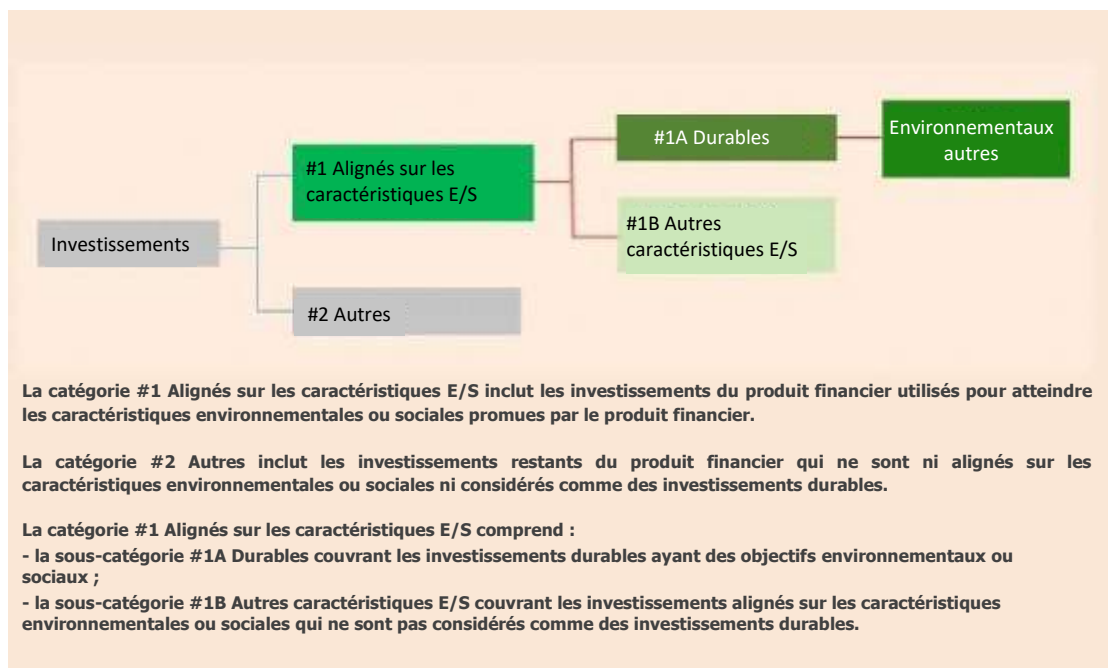 Environnementaux
autres
#1A Durables
#1 Alignés sur les
caractéristiques E/S
#1B Autres
caractéristiques E/S
Investissements
#2 Autres
La catégorie #1 Alignés sur les caractéristiques E/S inclut les investissements du produit financier utilisés pour atteindre
les caractéristiques environnementales ou sociales promues par le produit financier.
La catégorie #2 Autres inclut les investissements restants du produit financier qui ne sont ni alignés sur les
caractéristiques environnementales ou sociales ni considérés comme des investissements durables.
La catégorie #1 Alignés sur les caractéristiques E/S comprend :
- la sous-catégorie #1A Durables couvrant les investissements durables ayant des objectifs environnementaux ou
sociaux ;
- la sous-catégorie #1B Autres caractéristiques E/S couvrant les investissements alignés sur les caractéristiques
environnementales ou sociales qui ne sont pas considérés comme des investissements durables.